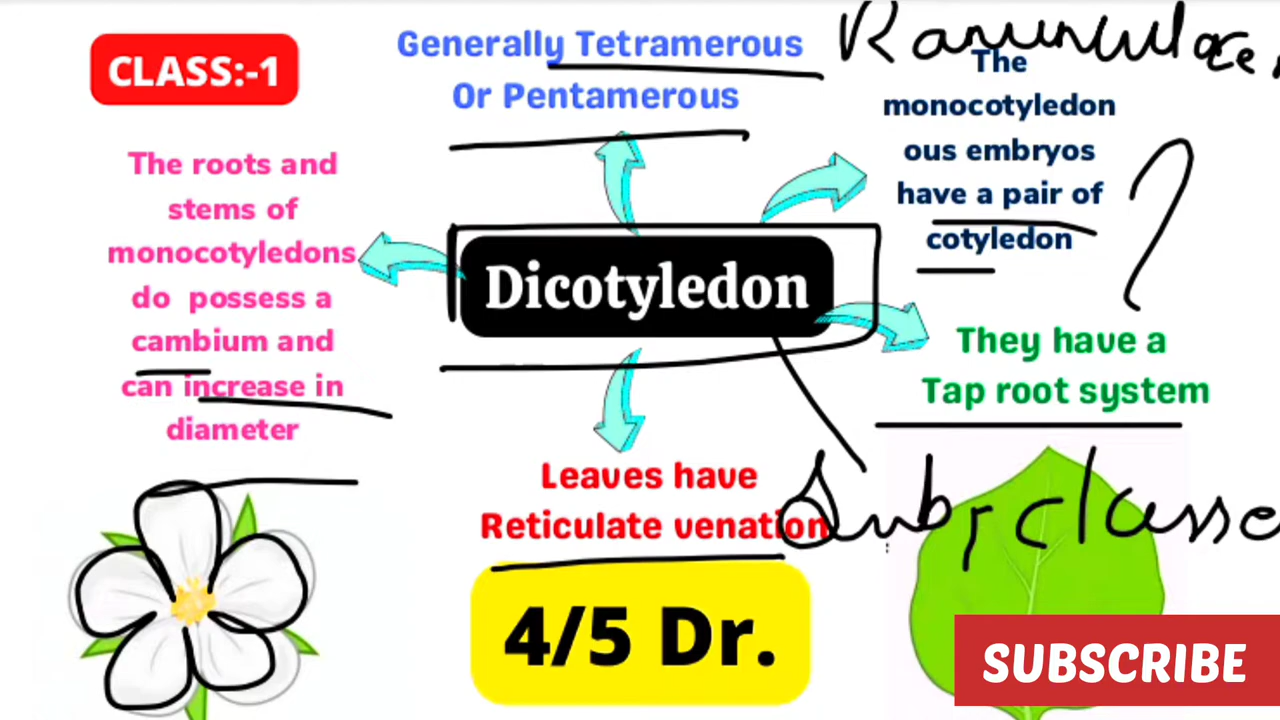 CLASS:-1
Generally Tetramerous
Or Pentamerous
The
monocotyledon
ous embryos
have a pair of
cotyledon
?
The roots and
stems of
monocotyledons
do possess a
cambium and
can increase in
diameter
Dicotyledon
They have a
Tap root system
Leaves have
Reticulate venation
4/5 Dr.
SUBSCRIBE